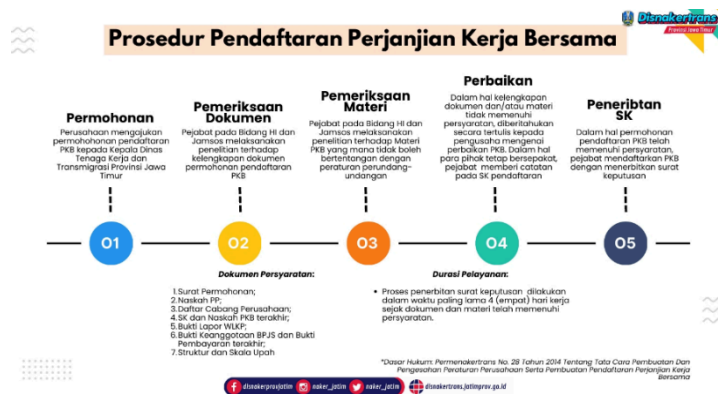 Disnakertrans
Provinsi Jawa Timur
Prosedur Pendaftaran Perjanjian Kerja Bersama
Permohonan
Perusahaan mengajukan
permohohonan pendaftaran
PKB kepada Kepala Dinas
Tenaga Kerja dan
Transmigrasi Provinsi Jawa
Timur
Pemeriksaan
Dokumen
Pejabat pada Bidang HI dan
Jamsos melaksanakan
penelitian terhadap
kelengkapan dokumen
permohonan pendaftaran
PKB
Pemeriksaan
Materi
Pejabat pada Bidang HI dan
Jamsos melaksanakan
penelitian terhadap Materi
PKB yang mana tidak boleh
bertentangan dengan
peraturan perundang-
undangan
Perbaikan
Dalam hal kelengkapan
dokumen dan/atau materi
tidak memenuhi
persyaratan, diberitahukan
secara tertulis kepada
pengusaha mengenai
perbaikan PKB. Dalam hal
para pihak tetap bersepakat,
pejabat memberi catatan
pada SK pendaftaran
Peneribtan
SK
Dalam hal permohonan
pendaftaran PKB telah
memenuhi persyaratan,
pejabat mendaftarkan PKB
dengan menerbitkan surat
keputusan
01
02
03
04
05
Dokumen Persyaratan:
1.Surat Permohonan;
2.Naskah PP;
3.Daftar Cabang Perusahaan;
4.SK dan Naskah PKB terakhir;
5.Bukti Lapor WLKP;
6.Bukti Keanggotaan BPJS dan Bukti
Pembayaran terakhir;
7.Struktur dan Skala Upah
Durasi Pelayanan:
• Proses penerbitan surat keputusan dilakukan
dalam waktu paling lama 4 (empat) hari kerja
sejak dokumen dan materi telah memenuhi
persyaratan.
*Dasar Hukum: Permenakertrans No. 28 Tahun 2014 Tentang Tata Cara Pembuatan Dan
Pengesahan Peraturan Perusahaan Serta Pembuatan Pendaftaran Perjanjian Kerja
Bersama
disnakerprovjatim
naker_jatim
naker_jatim
disnakertrans.jatimprov.go.id